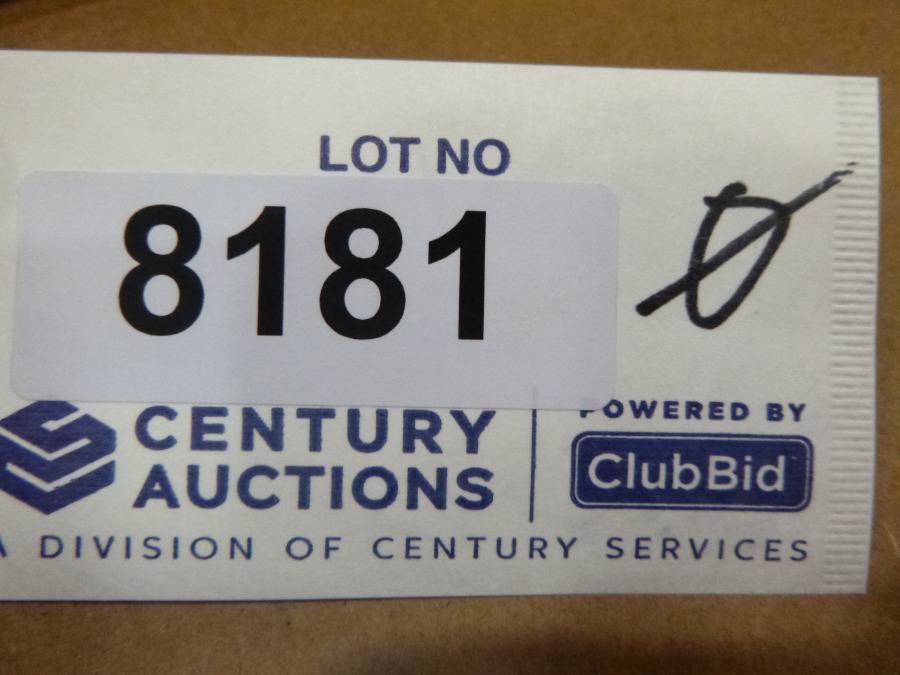 LOT NO
8181 Ø
CENTURY
AUCTIONS
POWERED BY
ClubBid
A DIVISION OF CENTURY SERVICES